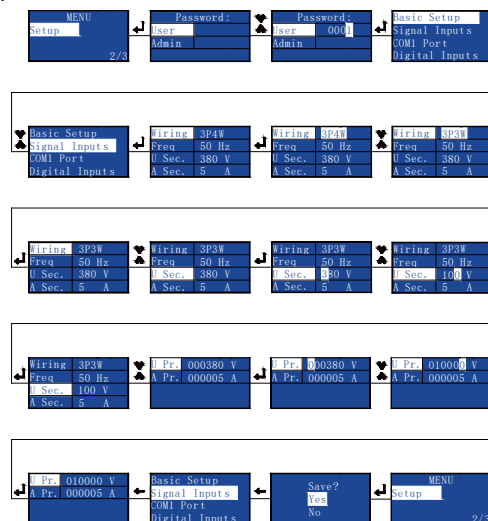 MENU
Setup
2/3
Password:
User
Admin
Password:
User 0001
Admin
Basic Setup
Signal Inputs
COM1 Port
Digital Inputs
Basic Setup
Signal Inputs
COM1 Port
Digital Inputs
Wiring 3P4W
Freq 50 Hz
U Sec. 380 V
A Sec. 5 A
Wiring 3P4W
Freq 50 Hz
U Sec. 380 V
A Sec. 5 A
Wiring 3P3W
Freq 50 Hz
U Sec. 380 V
A Sec. 5 A
Wiring 3P3W
Freq 50 Hz
U Sec. 380 V
A Sec. 5 A
Wiring 3P3W
Freq 50 Hz
U Sec. 380 V
A Sec. 5 A
Wiring 3P3W
Freq 50 Hz
U Sec. 380 V
A Sec. 5 A
Wiring 3P3W
Freq 50 Hz
U Sec. 100 V
A Sec. 5 A
Wiring 3P3W
Freq 50 Hz
U Sec. 100 V
A Sec. 5 A
U Pr. 000380 V
A Pr. 000005 A
U Pr. 000380 V
A Pr. 000005 A
U Pr. 010000 V
A Pr. 000005 A
U Pr. 010000 V
A Pr. 000005 A
Basic Setup
Signal Inputs
COM1 Port
Digital Inputs
Save?
Yes
No
MENU
Setup
2/3